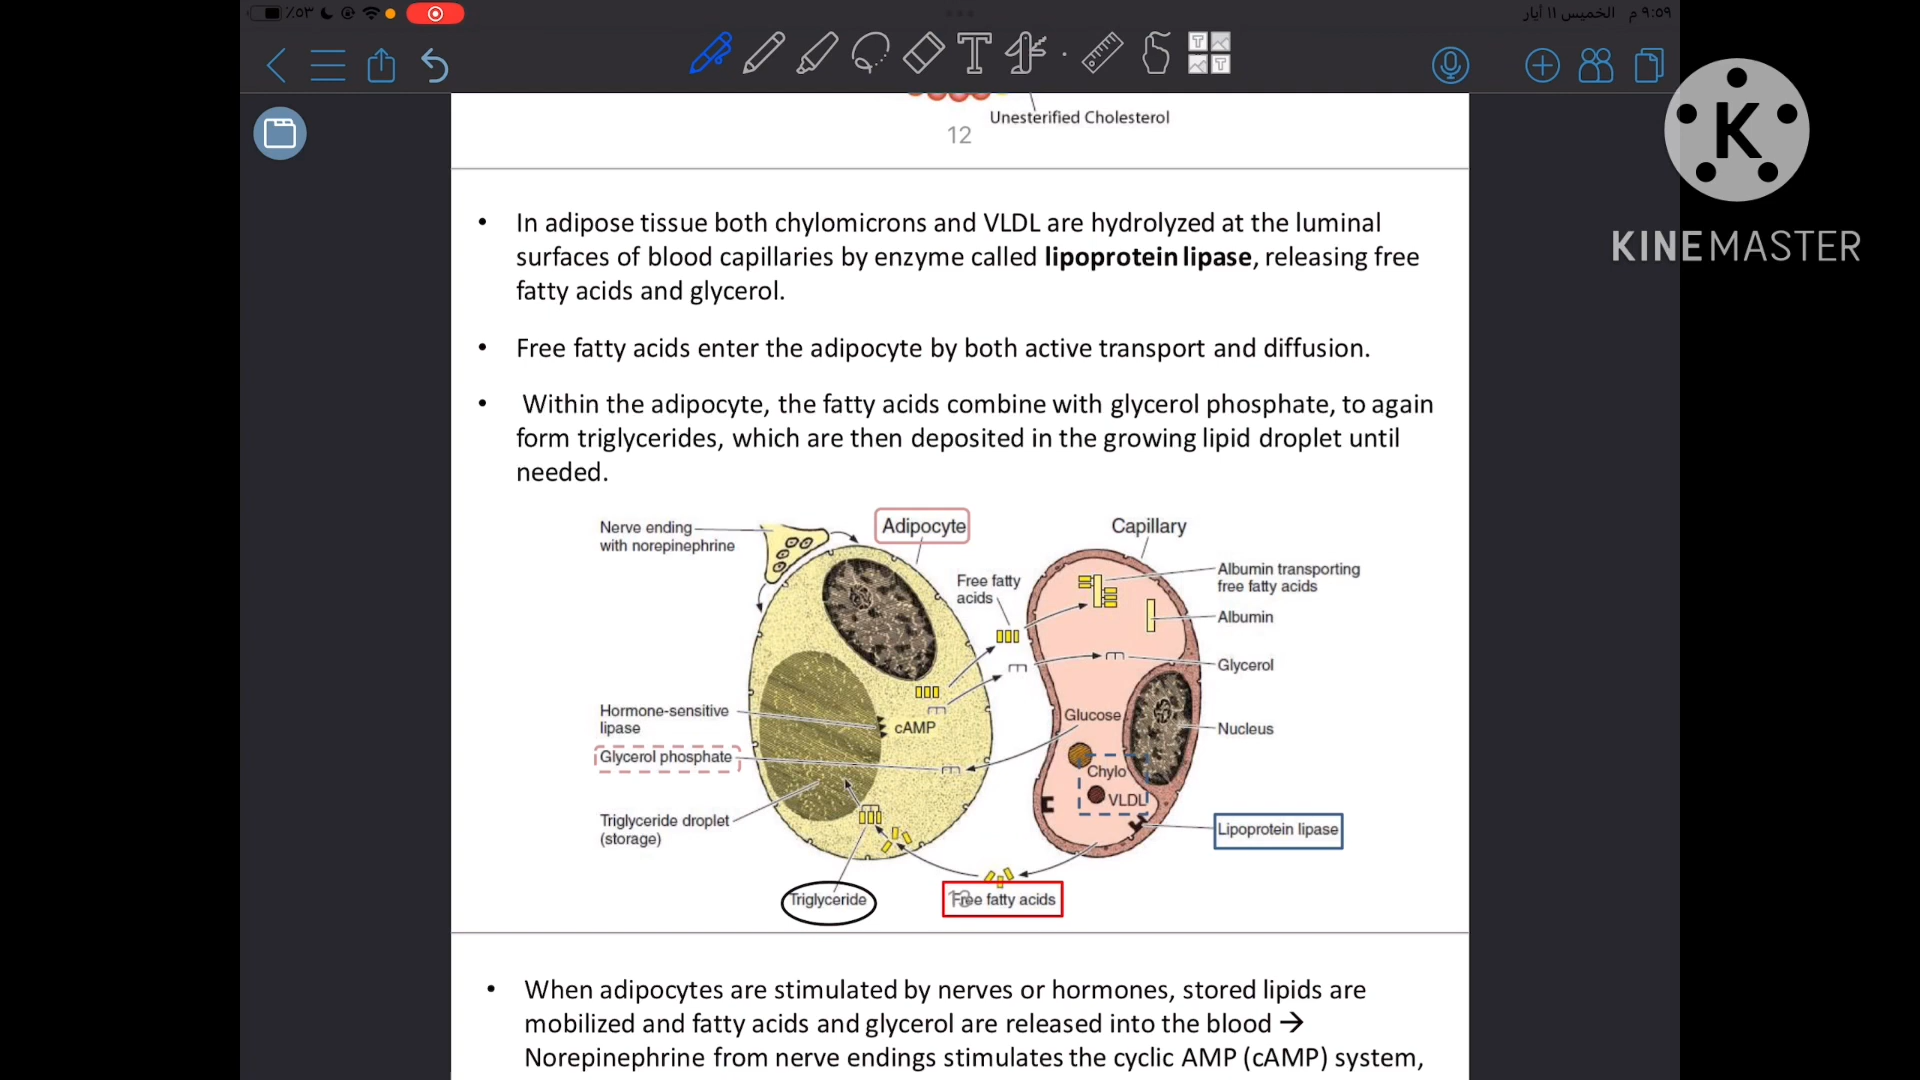 ٪٥٣
٩:٥٩ م الخميس ١١ أيار
K
KINEMASTER
Unesterified Cholesterol
12
• In adipose tissue both chylomicrons and VLDL are hydrolyzed at the luminal
surfaces of blood capillaries by enzyme called lipoprotein lipase, releasing free
fatty acids and glycerol.
• Free fatty acids enter the adipocyte by both active transport and diffusion.
• Within the adipocyte, the fatty acids combine with glycerol phosphate, to again
form triglycerides, which are then deposited in the growing lipid droplet until
needed.
Nerve ending
with norepinephrine
Adipocyte
Capillary
Free fatty
acids
Albumin transporting
free fatty acids
Albumin
Glycerol
Hormone-sensitive
lipase
cAMP
Glucose
Nucleus
Glycerol phosphate
Chylo
VLDL
Triglyceride droplet
(storage)
Lipoprotein lipase
Triglyceride
Free fatty acids
13
• When adipocytes are stimulated by nerves or hormones, stored lipids are
mobilized and fatty acids and glycerol are released into the blood →
Norepinephrine from nerve endings stimulates the cyclic AMP (cAMP) system,